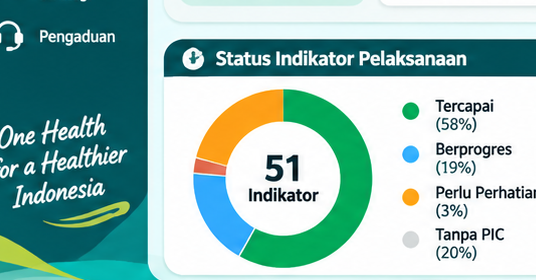 Pengaduan
One Health
for a Healthier
Indonesia
Status Indikator Pelaksanaan
51
Indikator
Tercapai
(58%)
Berprogres
(19%)
Perlu Perhatian
(3%)
Tanpa PIC
(20%)